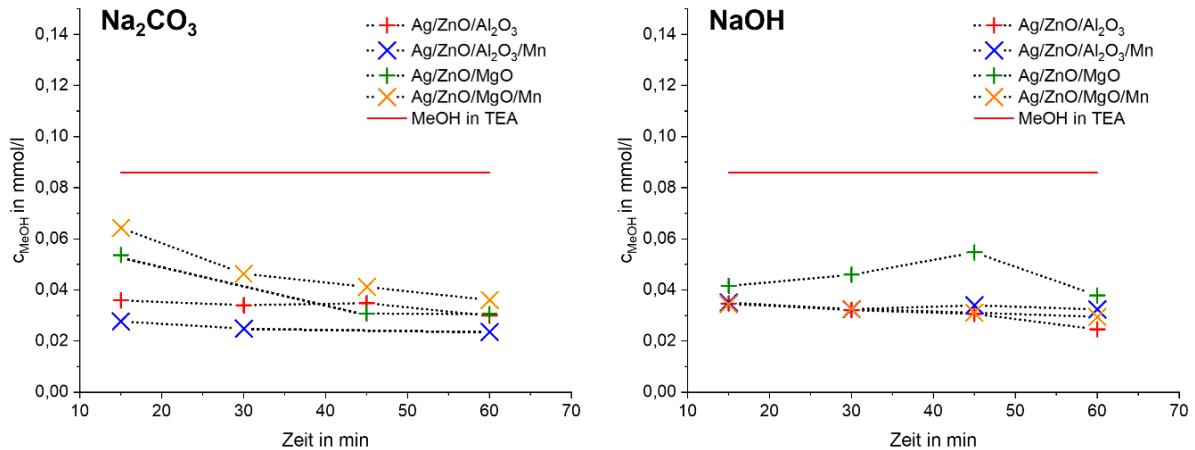 Na₂CO₃
Ag/ZnO/Al₂O₃
Ag/ZnO/Al₂O₃/Mn
Ag/ZnO/MgO
Ag/ZnO/MgO/Mn
MeOH in TEA
0,14
0,12
0,10
0,08
0,06
0,04
0,02
0,00
c_MeOH in mmol/l
10 20 30 40 50 60 70
Zeit in min
NaOH
Ag/ZnO/Al₂O₃
Ag/ZnO/Al₂O₃/Mn
Ag/ZnO/MgO
Ag/ZnO/MgO/Mn
MeOH in TEA
0,14
0,12
0,10
0,08
0,06
0,04
0,02
0,00
c_MeOH in mmol/l
10 20 30 40 50 60 70
Zeit in min